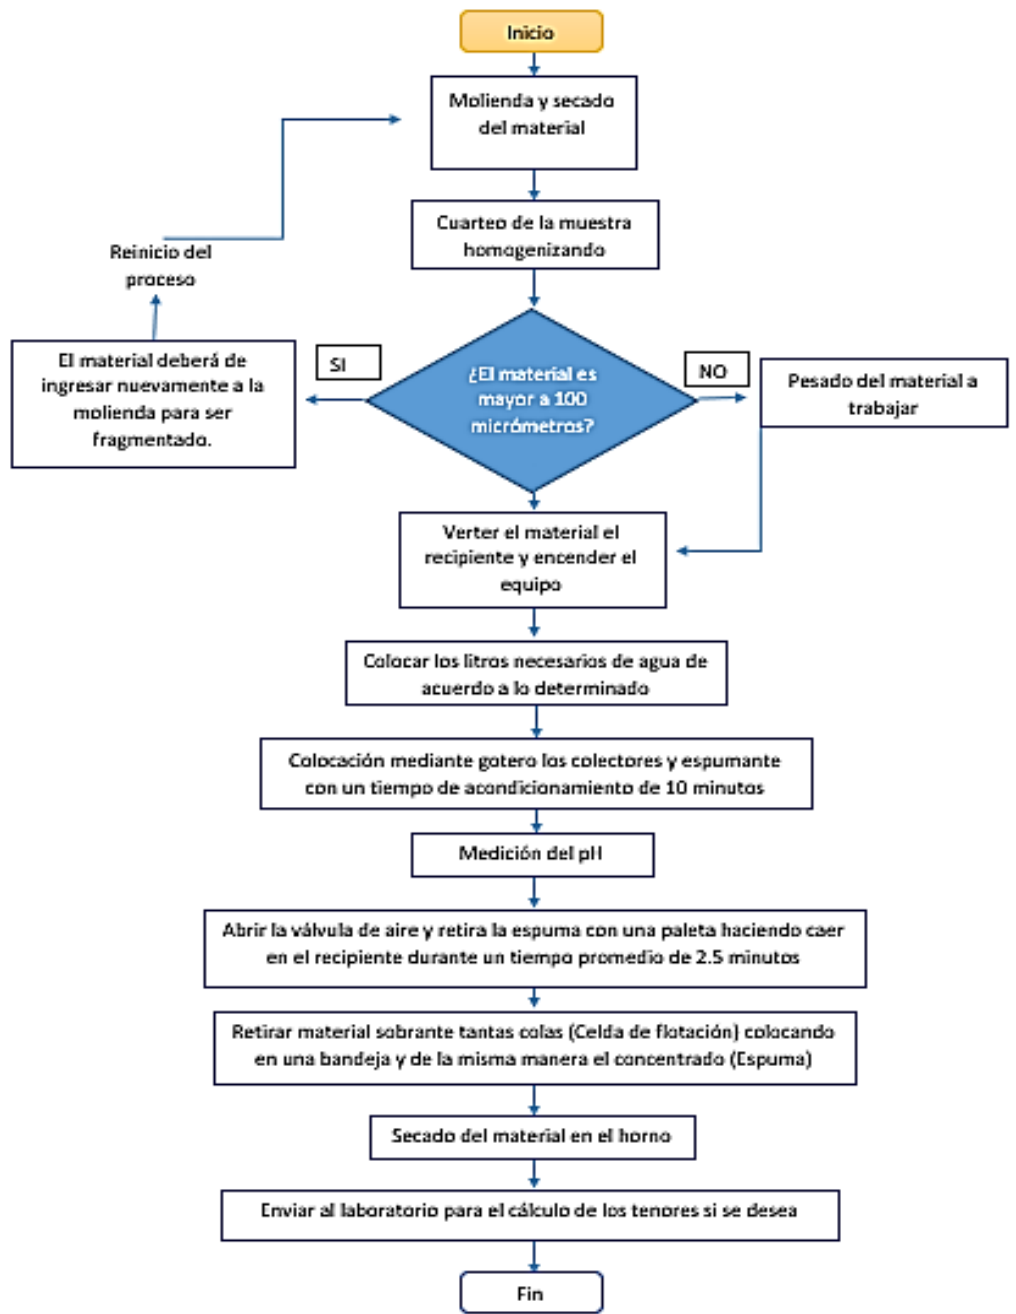 Inicio
Molienda y secado
del material
Cuarteo de la muestra
homogenizando
Reinicio del
proceso
El material deberá de
ingresar nuevamente a la
molienda para ser
fragmentado.
SI
¿El material es
mayor a 100
micrómetros?
NO
Pesado del material a
trabajar
Verter el material el
recipiente y encender el
equipo
Colocar los litros necesarios de agua de
acuerdo a lo determinado
Colocación mediante gotero los colectores y espumante
con un tiempo de acondicionamiento de 10 minutos
Medición del pH
Abrir la válvula de aire y retira la espuma con una paleta haciendo caer
en el recipiente durante un tiempo promedio de 2.5 minutos
Retirar material sobrante tantas colas (Celda de flotación) colocando
en una bandeja y de la misma manera el concentrado (Espuma)
Secado del material en el horno
Enviar al laboratorio para el cálculo de los tenores si se desea
Fin